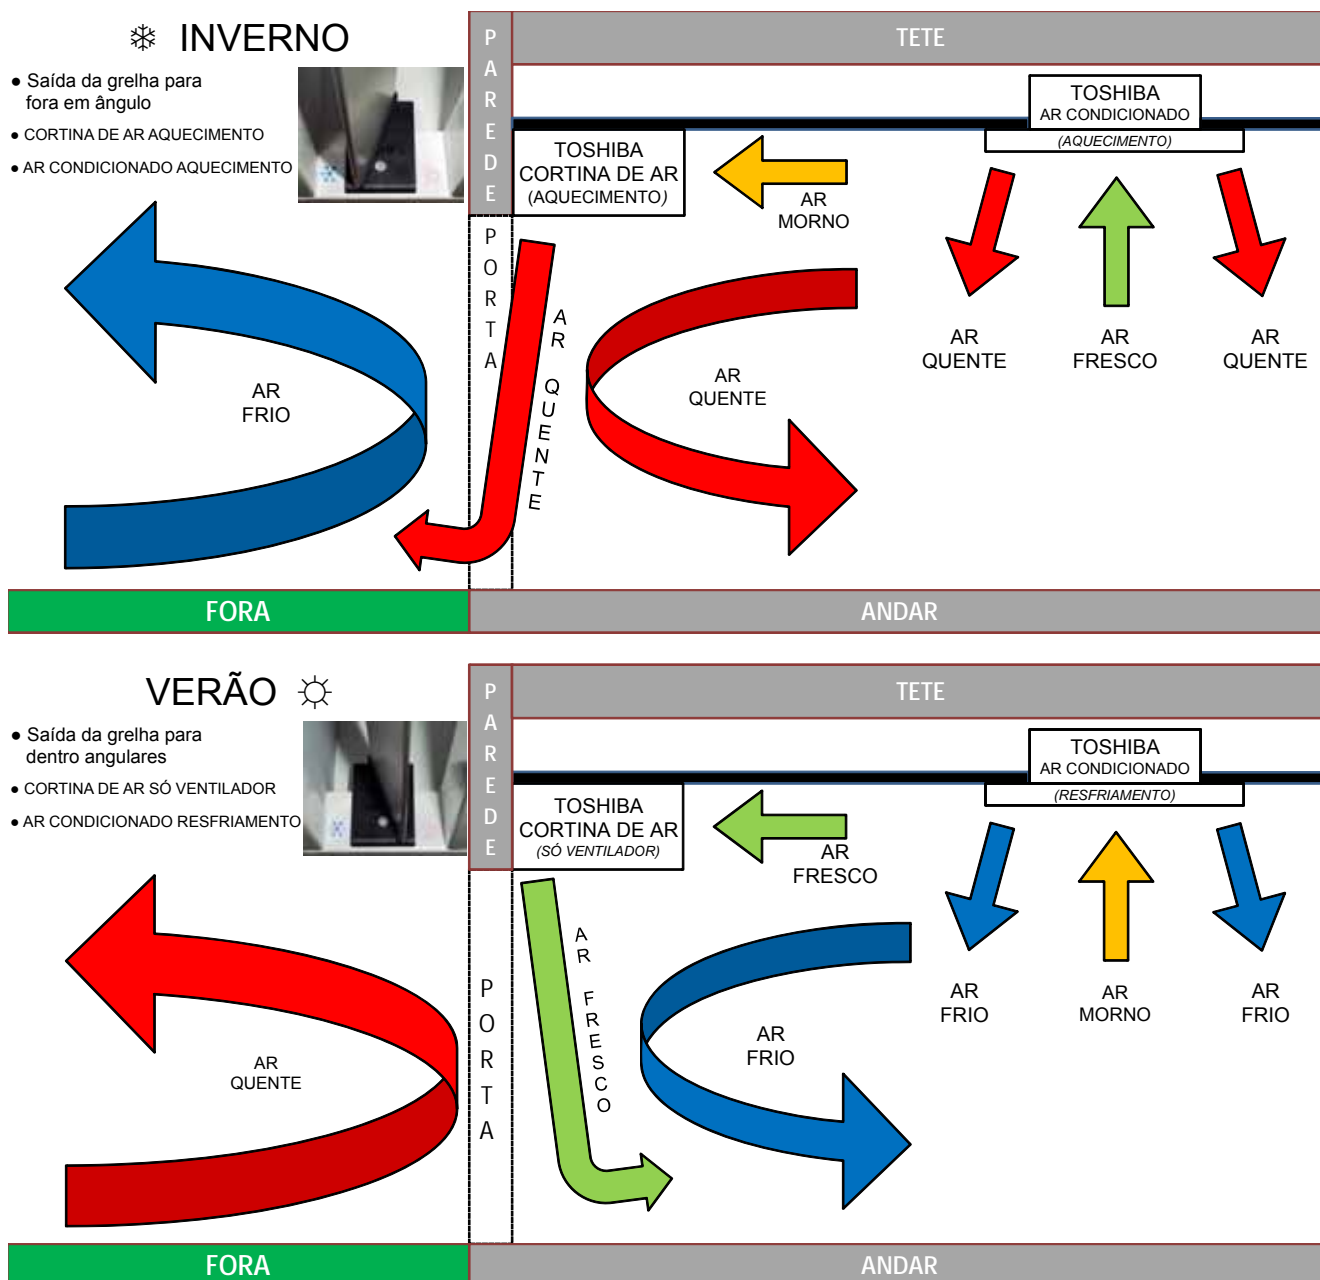 ❄ INVERNO
● Saída da grelha para
fora em ângulo
● CORTINA DE AR AQUECIMENTO
● AR CONDICIONADO AQUECIMENTO
PAREDE
TETE
TOSHIBA
AR CONDICIONADO
(AQUECIMENTO)
TOSHIBA
CORTINA DE AR
(AQUECIMENTO)
AR
MORNO
PORTA
AR QUENTE
AR
FRIO
AR
QUENTE
AR
QUENTE
AR
FRESCO
AR
QUENTE
FORA
ANDAR
VERÃO ☼
● Saída da grelha para
dentro angulares
● CORTINA DE AR SÓ VENTILADOR
● AR CONDICIONADO RESFRIAMENTO
PAREDE
TETE
TOSHIBA
AR CONDICIONADO
(RESFRIAMENTO)
TOSHIBA
CORTINA DE AR
(SÓ VENTILADOR)
AR
FRESCO
PORTA
AR FRESCO
AR
QUENTE
AR
FRIO
AR
FRIO
AR
MORNO
AR
FRIO
FORA
ANDAR